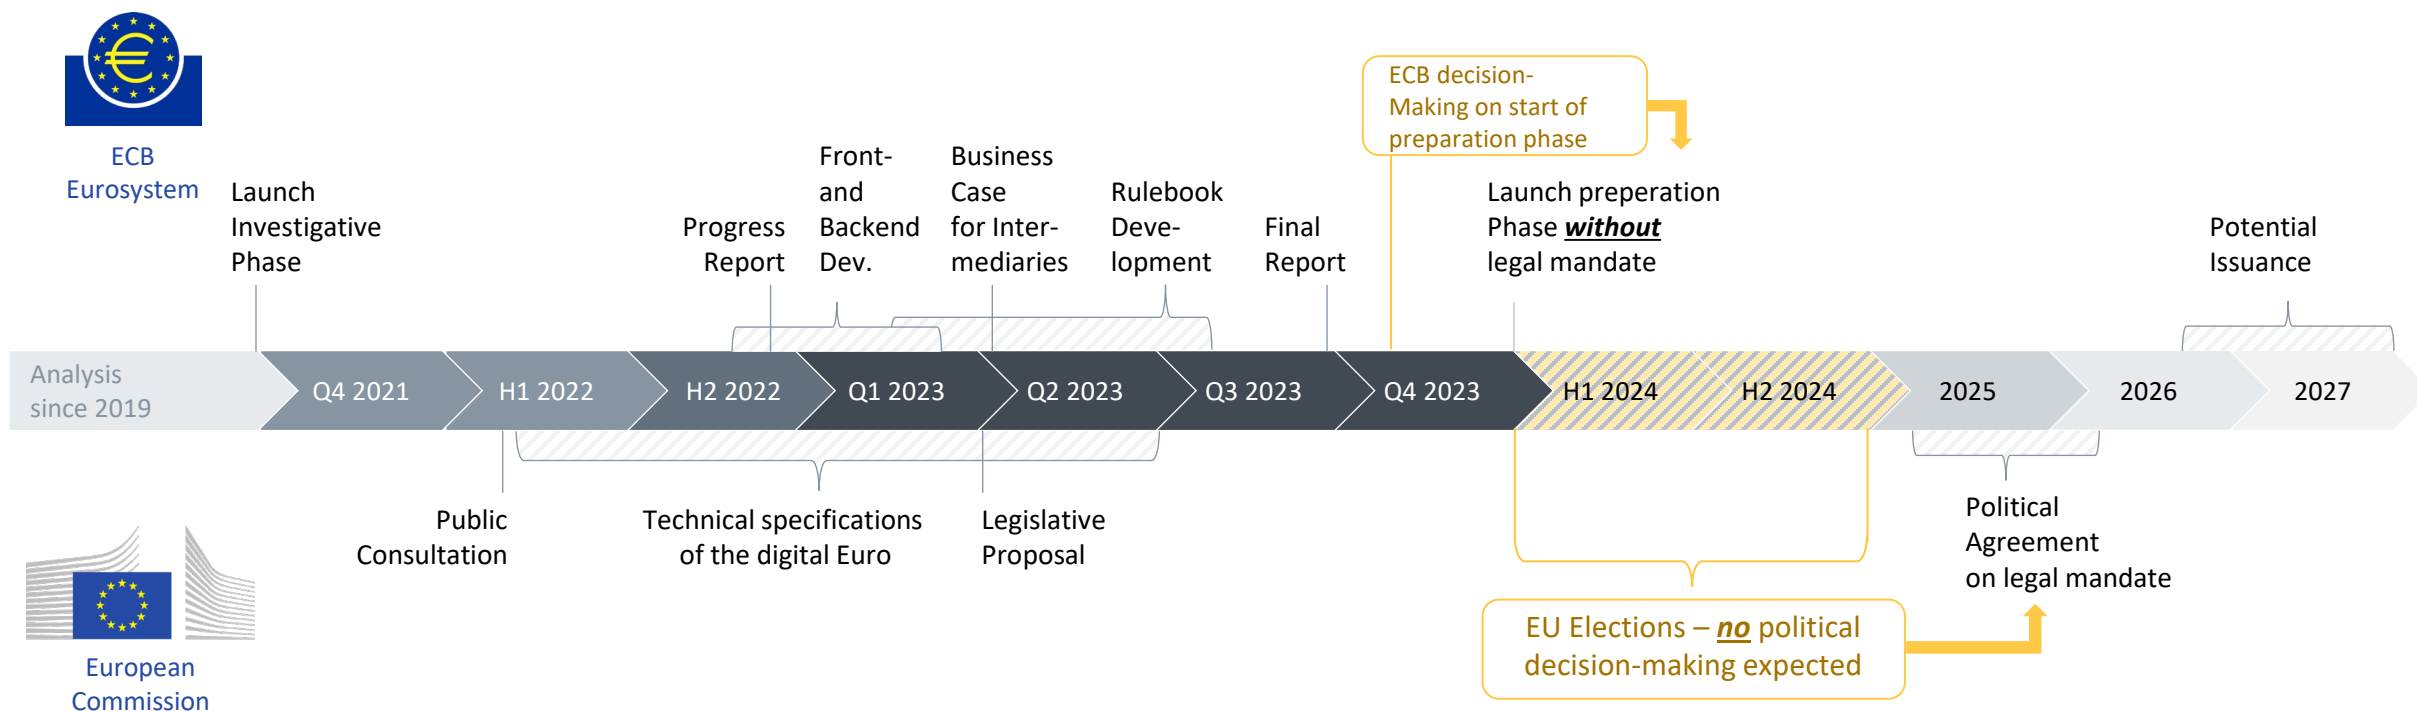 ECB
Eurosystem
Launch
Investigative
Phase
Progress
Report
Front-
and
Backend
Dev.
Business
Case
for Inter-
mediaries
Rulebook
Deve-
lopment
Final
Report
ECB decision-
Making on start of
preparation phase
Launch preperation
Phase without
legal mandate
Potential
Issuance
Analysis
since 2019
Q4 2021
H1 2022
H2 2022
Q1 2023
Q2 2023
Q3 2023
Q4 2023
H1 2024
H2 2024
2025
2026
2027
Public
Consultation
Technical specifications
of the digital Euro
Legislative
Proposal
Political
Agreement
on legal mandate
EU Elections – no political
decision-making expected
European
Commission